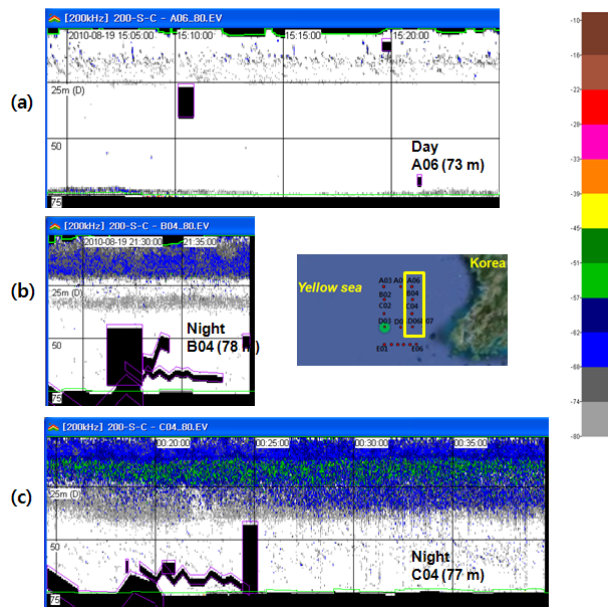 [200kHz] 200-S-C - A06_80.EV
2010-08-19 15:05:00 15:10:00 15:15:00 15:20:00
(a)
25m (D)
50
Day
A06 (73 m)
75
[200kHz] 200-S-C - B04_80.EV
2010-08-19 21:30:00 21:35:00
(b)
25m (D)
50
Night
B04 (78 m)
75
Korea
Yellow sea
A03 A06
B02 B04
C02 C04
D03
E01 E06
[200kHz] 200-S-C - C04_80.EV
00:20:00 00:25:00 00:30:00 00:35:00
(c)
25m (D)
50
Night
C04 (77 m)
75
-10
-16
-22
-28
-33
-39
-45
-51
-57
-62
-68
-74
-80